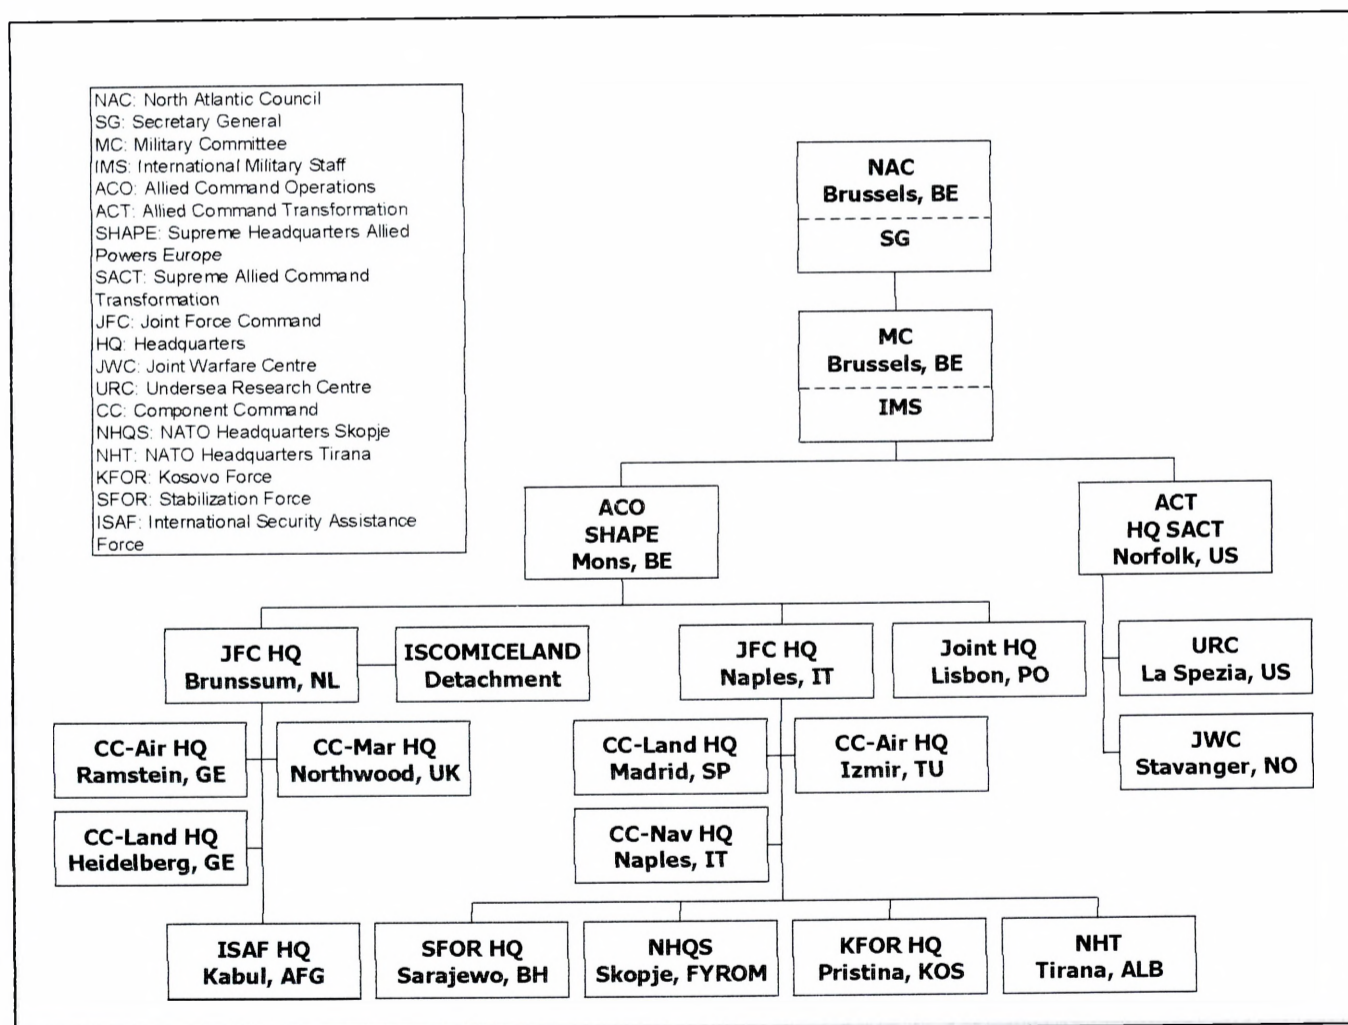 NAC: North Atlantic Council
SG: Secretary General
MC: Military Committee
IMS: International Military Staff
ACO: Allied Command Operations
ACT: Allied Command Transformation
SHAPE: Supreme Headquarters Allied
Powers Europe
SACT: Supreme Allied Command
Transformation
JFC: Joint Force Command
HQ: Headquarters
JWC: Joint Warfare Centre
URC: Undersea Research Centre
CC: Component Command
NHQS: NATO Headquarters Skopje
NHT: NATO Headquarters Tirana
KFOR: Kosovo Force
SFOR: Stabilization Force
ISAF: International Security Assistance
Force
NAC
Brussels, BE
SG
MC
Brussels, BE
IMS
ACO
SHAPE
Mons, BE
ACT
HQ SACT
Norfolk, US
JFC HQ
Brunssum, NL
ISCOMICELAND
Detachment
JFC HQ
Naples, IT
Joint HQ
Lisbon, PO
URC
La Spezia, US
CC-Air HQ
Ramstein, GE
CC-Mar HQ
Northwood, UK
CC-Land HQ
Madrid, SP
CC-Air HQ
Izmir, TU
JWC
Stavanger, NO
CC-Land HQ
Heidelberg, GE
CC-Nav HQ
Naples, IT
ISAF HQ
Kabul, AFG
SFOR HQ
Sarajewo, BH
NHQS
Skopje, FYROM
KFOR HQ
Pristina, KOS
NHT
Tirana, ALB